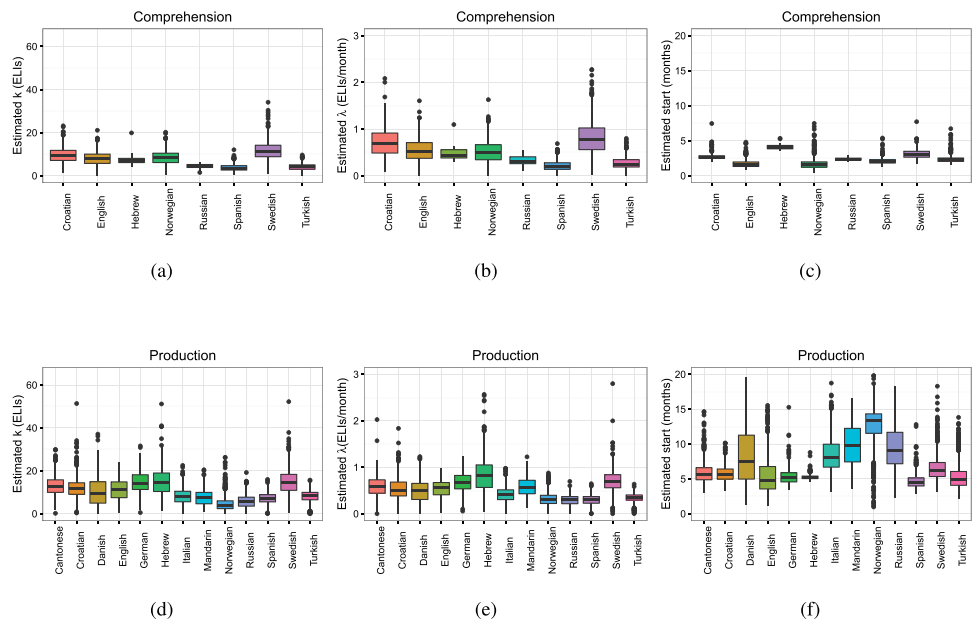 Comprehension
Estimated k (ELIs)
60
40
20
0
Croatian
English
Hebrew
Norwegian
Russian
Spanish
Swedish
Turkish
(a)
Comprehension
Estimated λ (ELIs/month)
3
2
1
0
Croatian
English
Hebrew
Norwegian
Russian
Spanish
Swedish
Turkish
(b)
Comprehension
Estimated start (months)
20
15
10
5
0
Croatian
English
Hebrew
Norwegian
Russian
Spanish
Swedish
Turkish
(c)
Production
Estimated k (ELIs)
60
40
20
0
Cantonese
Croatian
Danish
English
German
Hebrew
Italian
Mandarin
Norwegian
Russian
Spanish
Swedish
Turkish
(d)
Production
Estimated λ(ELIs/month)
3
2
1
0
Cantonese
Croatian
Danish
English
German
Hebrew
Italian
Mandarin
Norwegian
Russian
Spanish
Swedish
Turkish
(e)
Production
Estimated start (months)
20
15
10
5
0
Cantonese
Croatian
Danish
English
German
Hebrew
Italian
Mandarin
Norwegian
Russian
Spanish
Swedish
Turkish
(f)